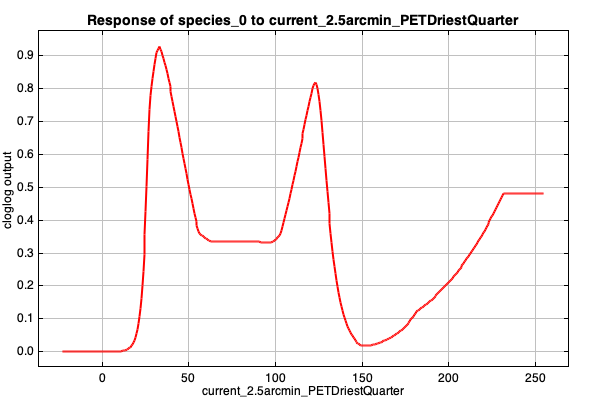 Response of species_0 to current_2.5arcmin_PETDriestQuarter
cloglog output
0.9
0.8
0.7
0.6
0.5
0.4
0.3
0.2
0.1
0.0
0 50 100 150 200 250
current_2.5arcmin_PETDriestQuarter